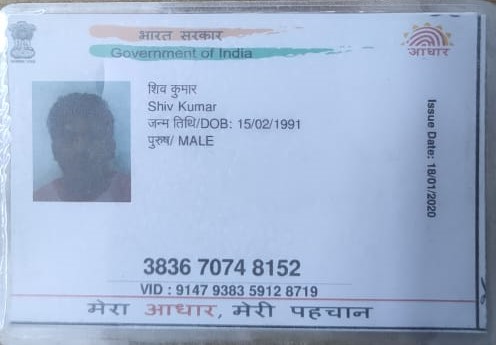 भारत सरकार
Government of India
आधार
शिव कुमार
Shiv Kumar
जन्म तिथि/DOB: 15/02/1991
पुरुष/ MALE
Issue Date: 18/01/2020
3836 7074 8152
VID : 9147 9383 5912 8719
मेरा आधार, मेरी पहचान